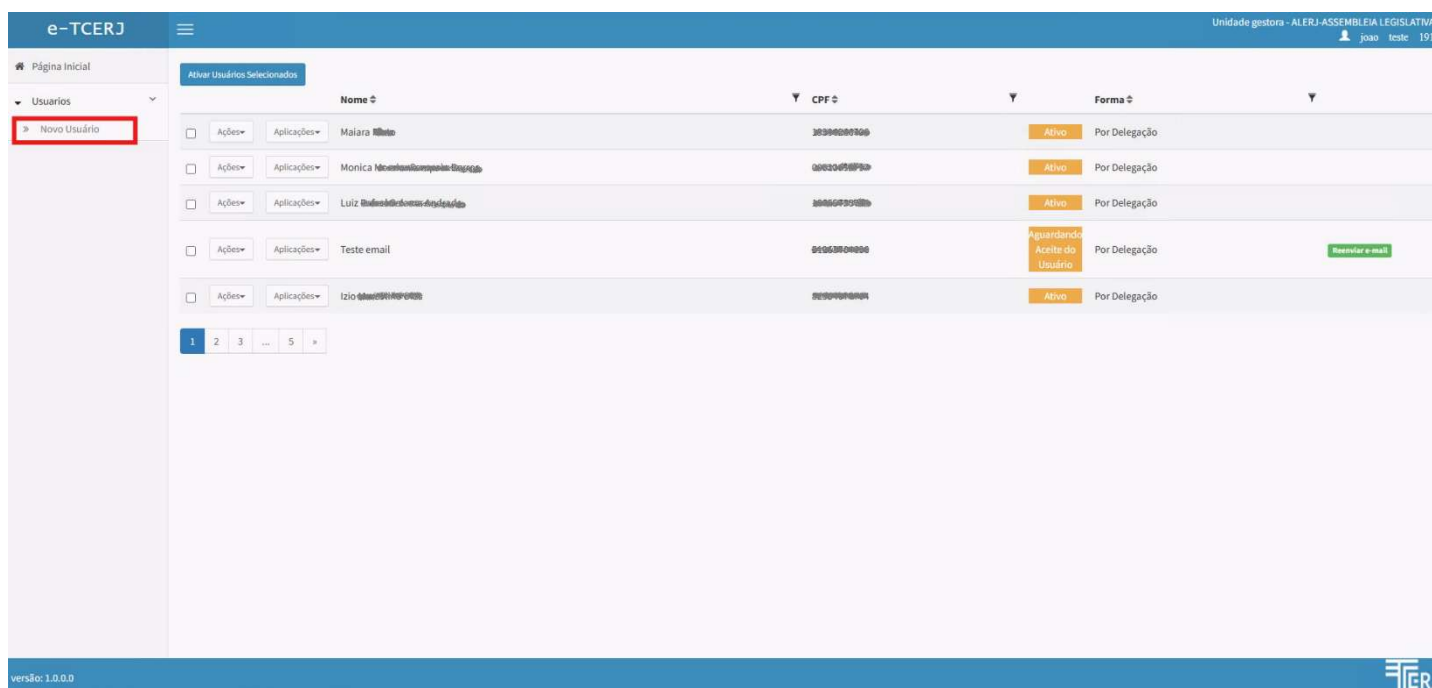 e-TCERJ
Unidade gestora - ALERJ-ASSEMBLEIA LEGISLATIVA
joao teste 191
Página Inicial
Usuarios
» Novo Usuário
Ativar Usuários Selecionados
Nome CPF Forma
Ações Aplicações Maiara Ativo Por Delegação
Ações Aplicações Monica Ativo Por Delegação
Ações Aplicações Luiz Ativo Por Delegação
Ações Aplicações Teste email Aguardando Aceite do Usuário Por Delegação Reenviar e-mail
Ações Aplicações Izio Ativo Por Delegação
1 2 3 ... 5 »
versão: 1.0.0.0
TCER